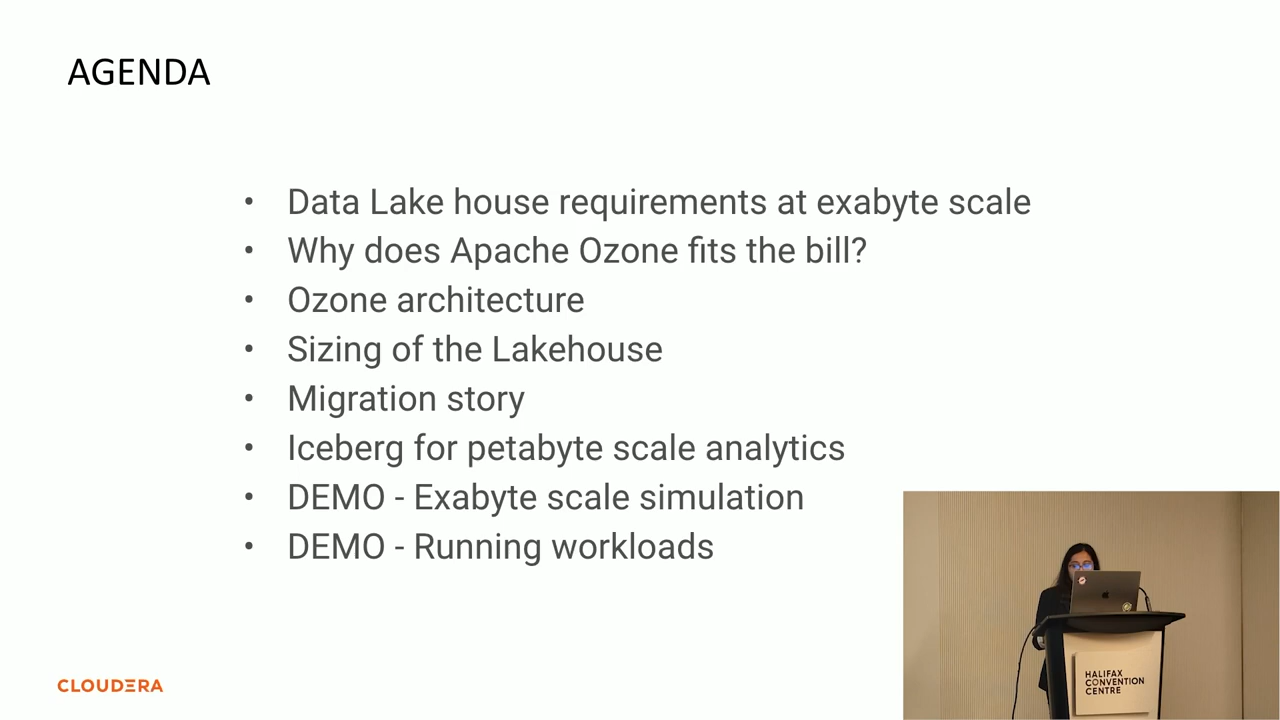 AGENDA
• Data Lake house requirements at exabyte scale
• Why does Apache Ozone fits the bill?
• Ozone architecture
• Sizing of the Lakehouse
• Migration story
• Iceberg for petabyte scale analytics
• DEMO - Exabyte scale simulation
• DEMO - Running workloads
CLOUDERA
HALIFAX
CONVENTION
CENTRE